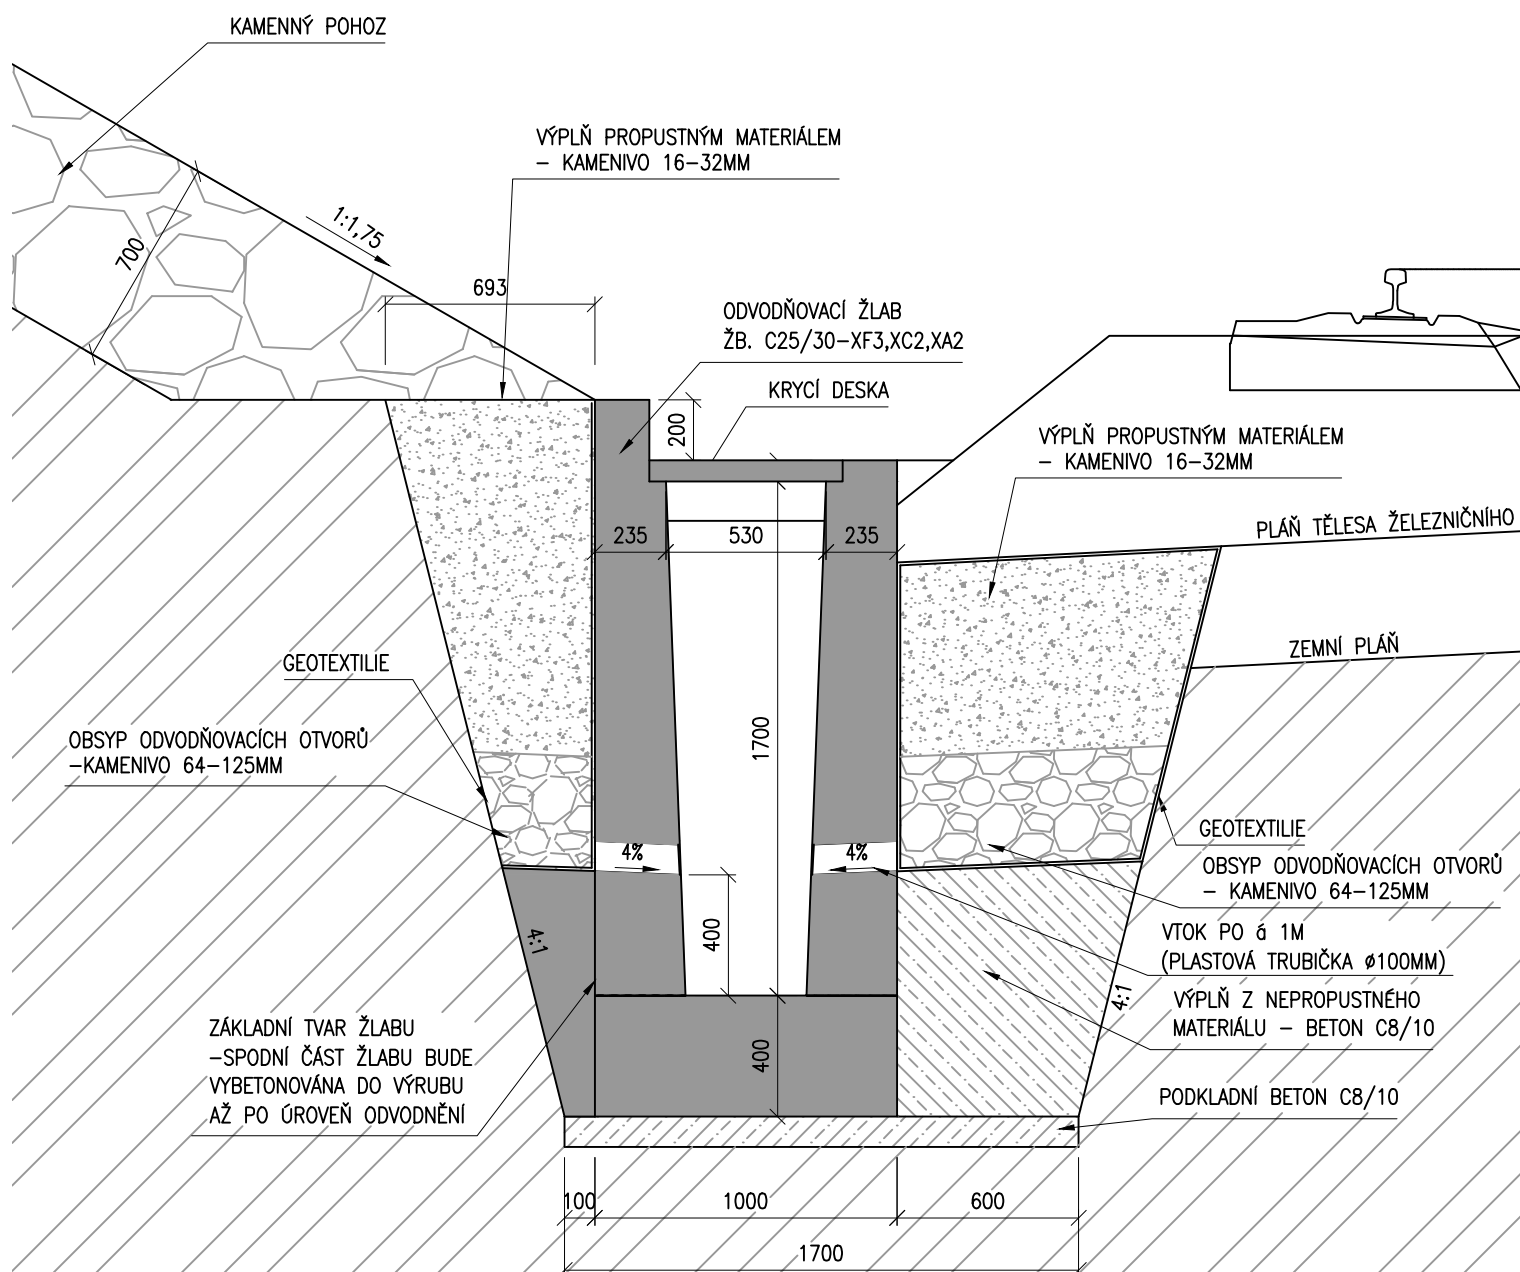 KAMENNÝ POHOZ
VÝPLŇ PROPUSTNÝM MATERIÁLEM
– KAMENIVO 16–32MM
1:1,75
700
693
ODVODŇOVACÍ ŽLAB
ŽB. C25/30–XF3,XC2,XA2
KRYCÍ DESKA
200
VÝPLŇ PROPUSTNÝM MATERIÁLEM
– KAMENIVO 16–32MM
235
530
235
PLÁŇ TĚLESA ŽELEZNIČNÍHO
ZEMNÍ PLÁŇ
GEOTEXTILIE
OBSYP ODVODŇOVACÍCH OTVORŮ
–KAMENIVO 64–125MM
1700
4%
4%
GEOTEXTILIE
OBSYP ODVODŇOVACÍCH OTVORŮ
– KAMENIVO 64–125MM
400
4:1
VTOK PO á 1M
(PLASTOVÁ TRUBIČKA ø100MM)
4:1
VÝPLŇ Z NEPROPUSTNÉHO
MATERIÁLU – BETON C8/10
ZÁKLADNÍ TVAR ŽLABU
–SPODNÍ ČÁST ŽLABU BUDE
VYBETONOVÁNA DO VÝRUBU
AŽ PO ÚROVEŇ ODVODNĚNÍ
400
PODKLADNÍ BETON C8/10
100
1000
600
1700